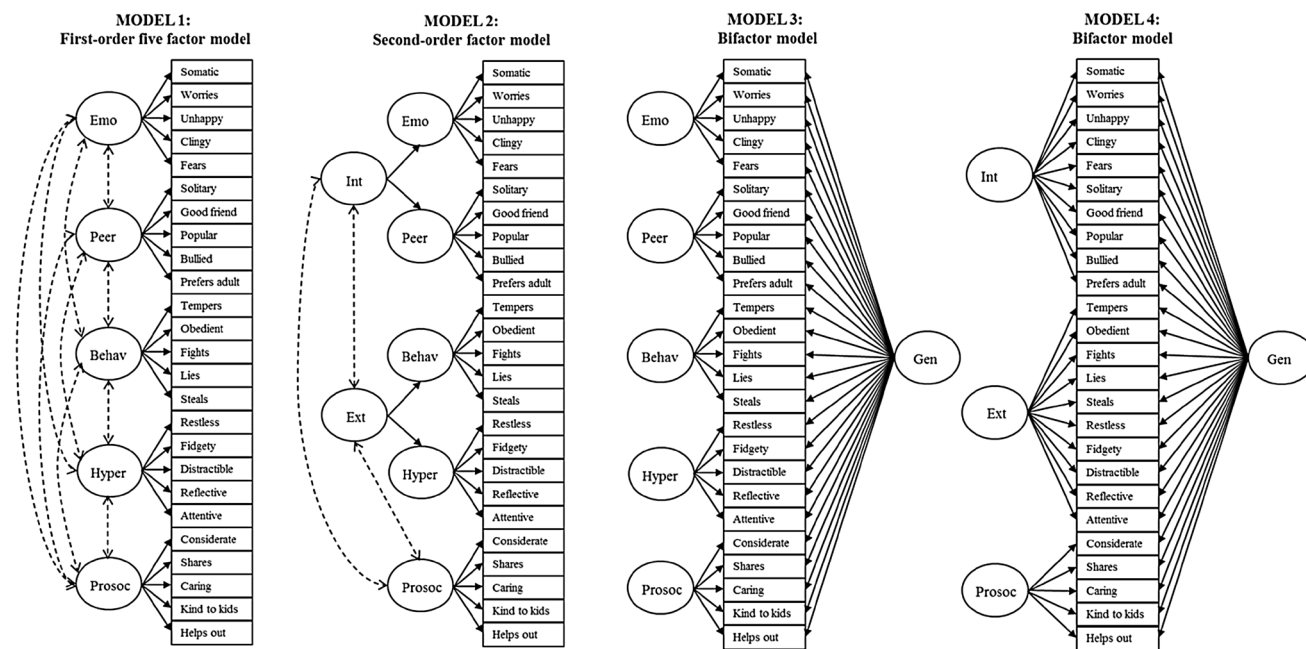 MODEL 1:
First-order five factor model
Emo
Peer
Behav
Hyper
Prosoc
Somatic
Worries
Unhappy
Clingy
Fears
Solitary
Good friend
Popular
Bullied
Prefers adult
Tempers
Obedient
Fights
Lies
Steals
Restless
Fidgety
Distractible
Reflective
Attentive
Considerate
Shares
Caring
Kind to kids
Helps out
MODEL 2:
Second-order factor model
Int
Ext
Emo
Peer
Behav
Hyper
Prosoc
Somatic
Worries
Unhappy
Clingy
Fears
Solitary
Good friend
Popular
Bullied
Prefers adult
Tempers
Obedient
Fights
Lies
Steals
Restless
Fidgety
Distractible
Reflective
Attentive
Considerate
Shares
Caring
Kind to kids
Helps out
MODEL 3:
Bifactor model
Emo
Peer
Behav
Hyper
Prosoc
Somatic
Worries
Unhappy
Clingy
Fears
Solitary
Good friend
Popular
Bullied
Prefers adult
Tempers
Obedient
Fights
Lies
Steals
Restless
Fidgety
Distractible
Reflective
Attentive
Considerate
Shares
Caring
Kind to kids
Helps out
Gen
MODEL 4:
Bifactor model
Int
Ext
Prosoc
Somatic
Worries
Unhappy
Clingy
Fears
Solitary
Good friend
Popular
Bullied
Prefers adult
Tempers
Obedient
Fights
Lies
Steals
Restless
Fidgety
Distractible
Reflective
Attentive
Considerate
Shares
Caring
Kind to kids
Helps out
Gen